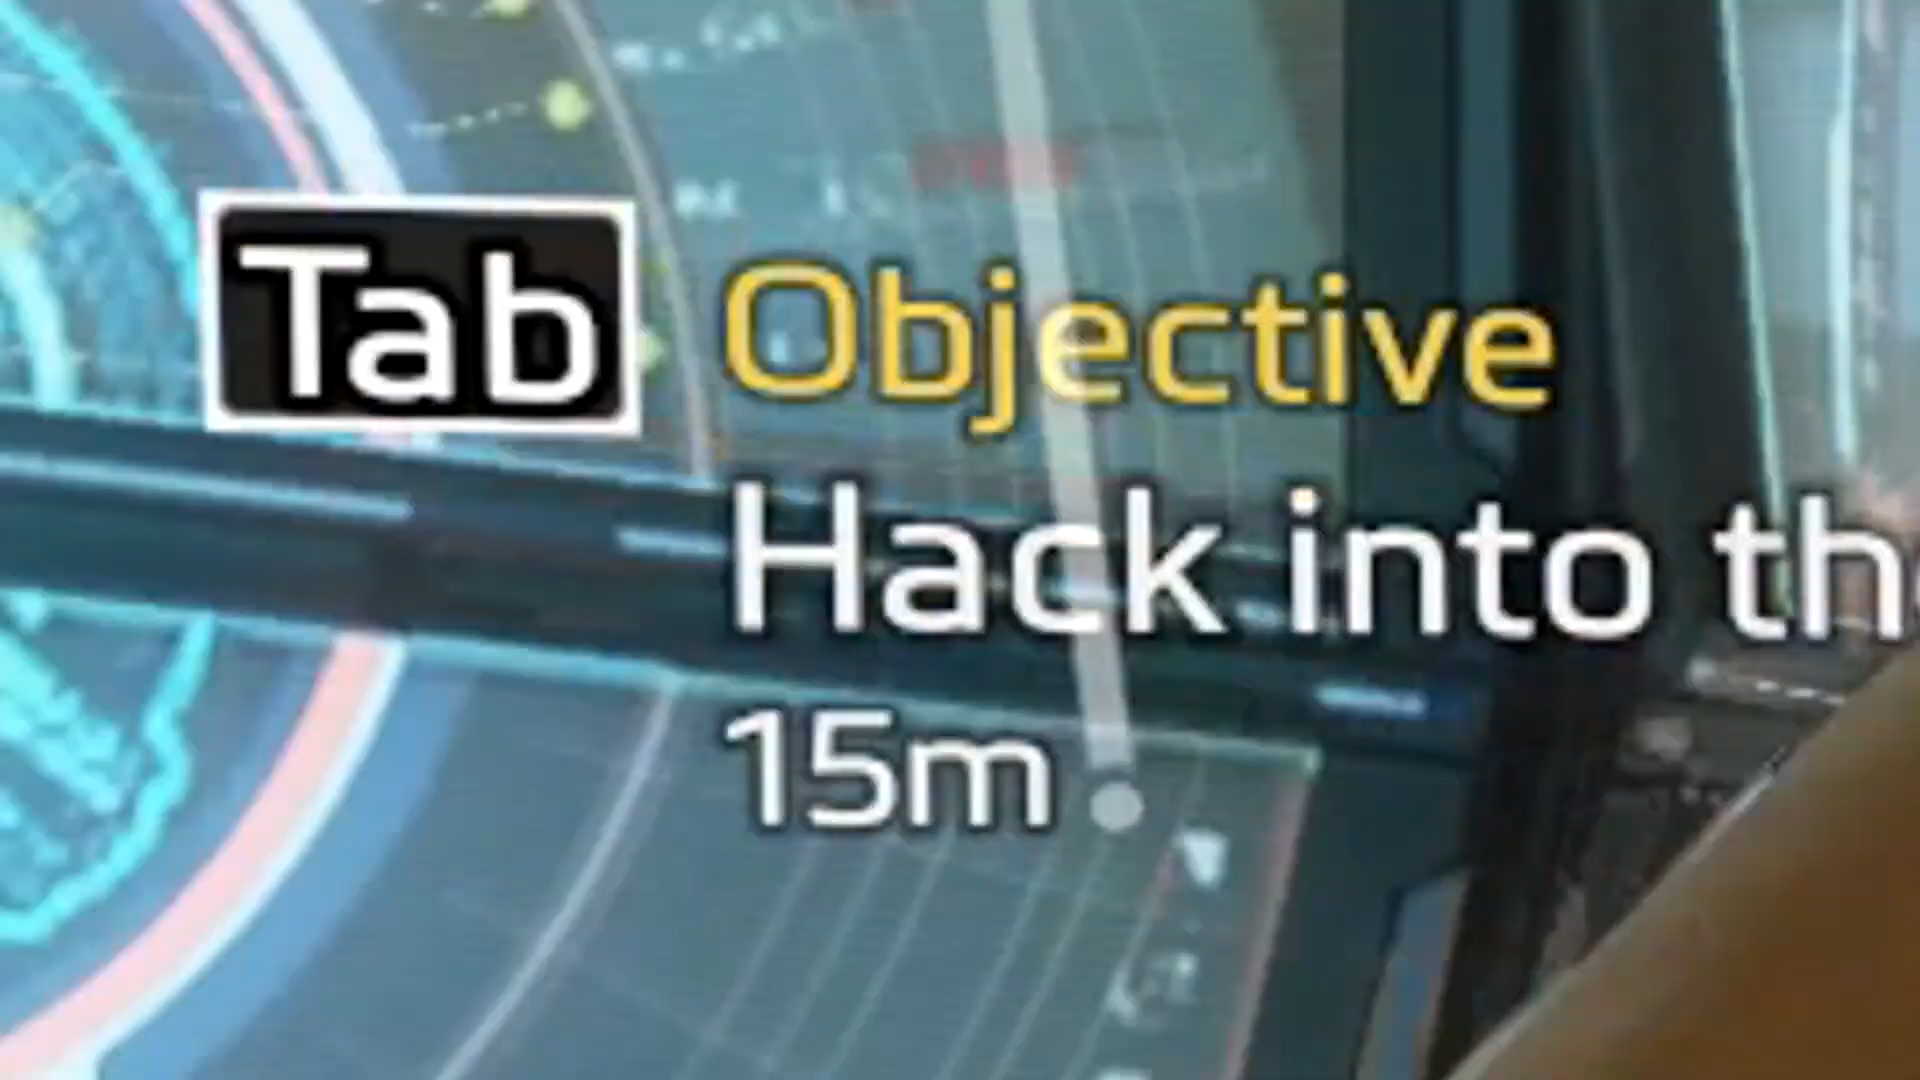 Tab Objective
Hack into th
15m